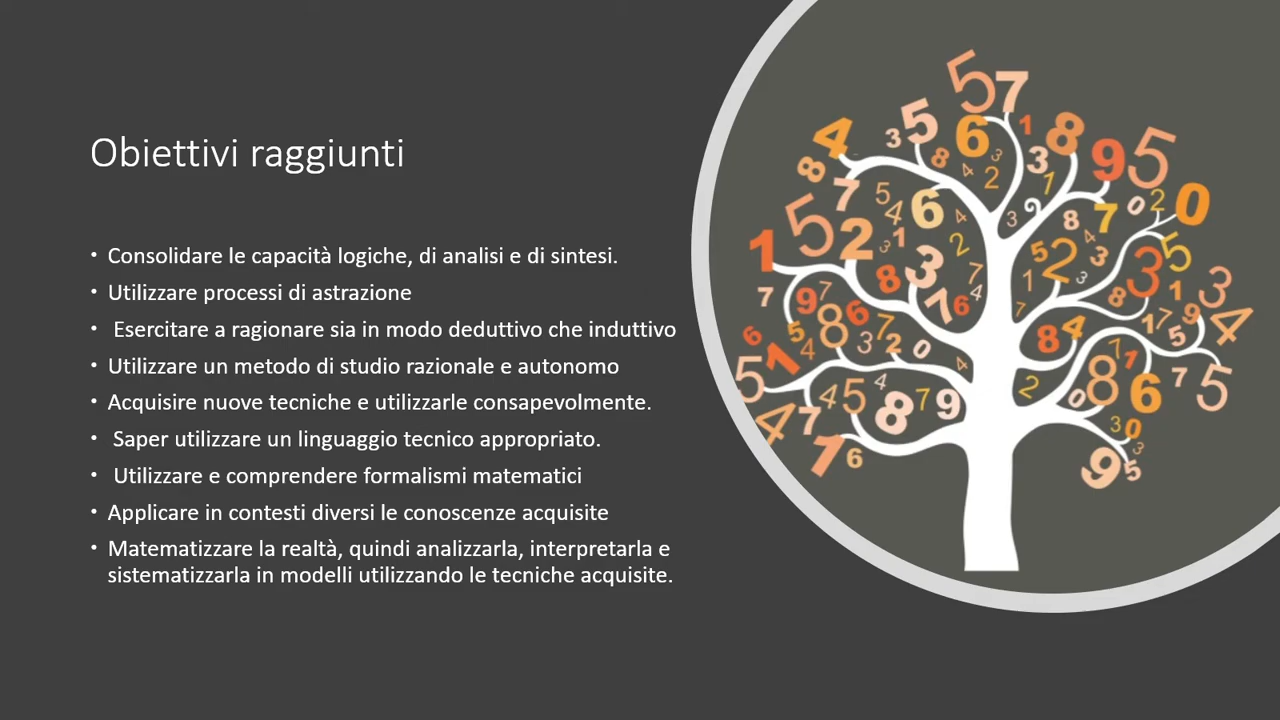 Obiettivi raggiunti
• Consolidare le capacità logiche, di analisi e di sintesi.
• Utilizzare processi di astrazione
• Esercitare a ragionare sia in modo deduttivo che induttivo
• Utilizzare un metodo di studio razionale e autonomo
• Acquisire nuove tecniche e utilizzarle consapevolmente.
• Saper utilizzare un linguaggio tecnico appropriato.
• Utilizzare e comprendere formalismi matematici
• Applicare in contesti diversi le conoscenze acquisite
• Matematizzare la realtà, quindi analizzarla, interpretarla e
sistematizzarla in modelli utilizzando le tecniche acquisite.